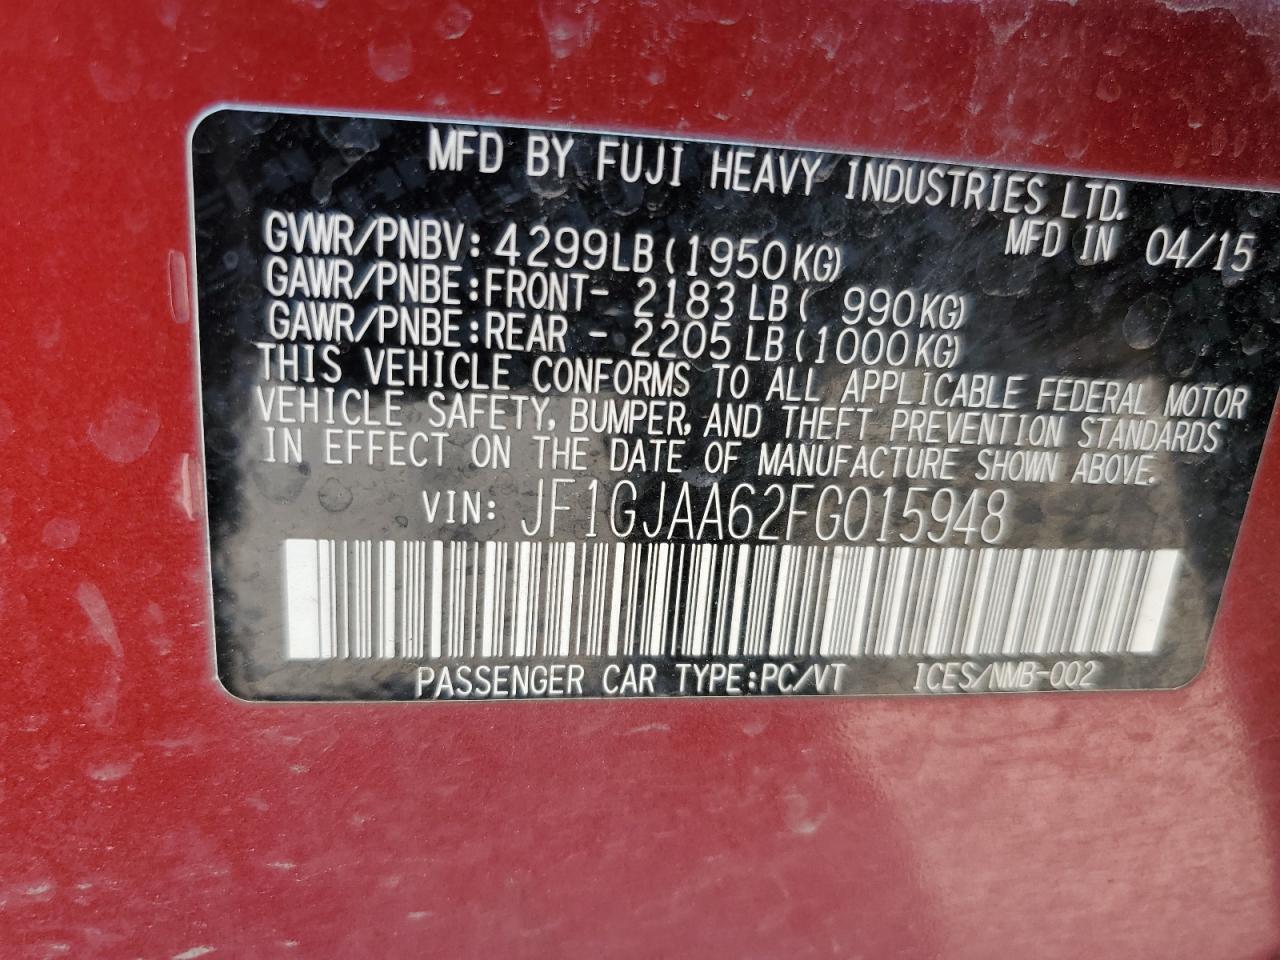 MFD BY FUJI HEAVY INDUSTRIES LTD.
MFD IN 04/15
GVWR/PNBV: 4299LB (1950KG)
GAWR/PNBE:FRONT- 2183 LB ( 990KG)
GAWR/PNBE:REAR - 2205 LB (1000KG)
THIS VEHICLE CONFORMS TO ALL APPLICABLE FEDERAL MOTOR
VEHICLE SAFETY, BUMPER, AND THEFT PREVENTION STANDARDS
IN EFFECT ON THE DATE OF MANUFACTURE SHOWN ABOVE.
VIN: JF1GJAA62FG015948
PASSENGER CAR TYPE:PC/VT ICES/NMB-002